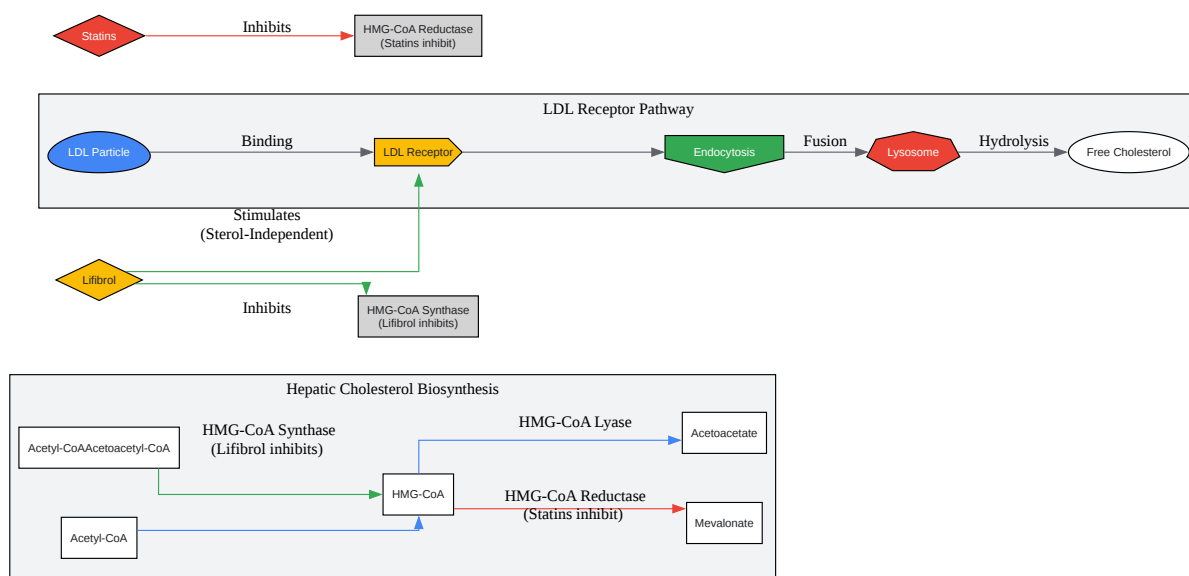 Statins
Inhibits
HMG-CoA Reductase
(Statins inhibit)
LDL Receptor Pathway
LDL Particle
Binding
LDL Receptor
Endocytosis
Fusion
Lysosome
Hydrolysis
Free Cholesterol
Stimulates
(Sterol-Independent)
Lifibrol
Inhibits
HMG-CoA Synthase
(Lifibrol inhibits)
Hepatic Cholesterol Biosynthesis
Acetyl-CoAAcetoacetyl-CoA
HMG-CoA Synthase
(Lifibrol inhibits)
HMG-CoA Lyase
Acetoacetate
HMG-CoA
HMG-CoA Reductase
(Statins inhibit)
Mevalonate
Acetyl-CoA